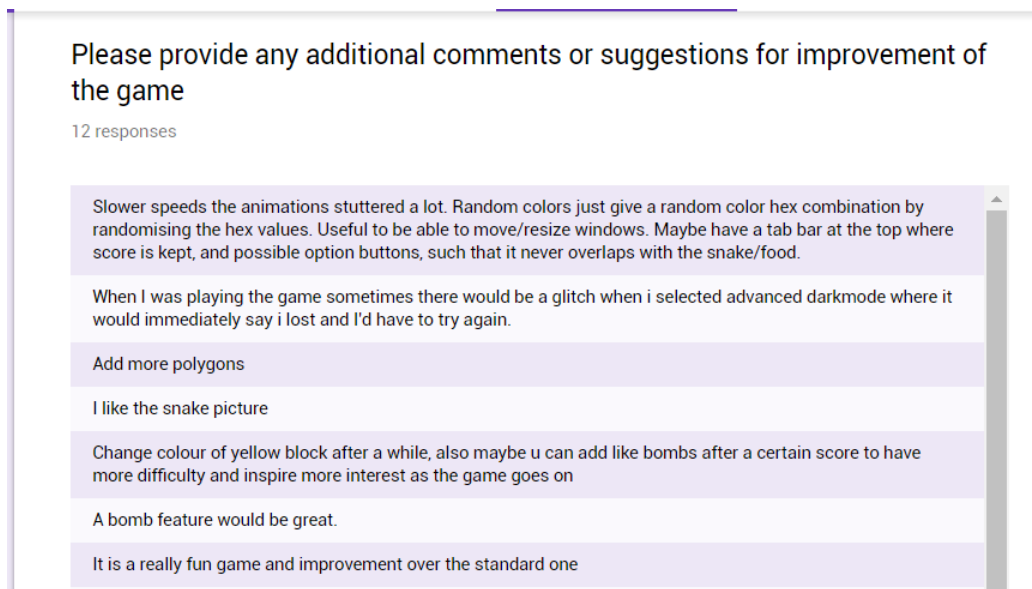 Please provide any additional comments or suggestions for improvement of
the game
12 responses
Slower speeds the animations stuttered a lot. Random colors just give a random color hex combination by
randomising the hex values. Useful to be able to move/resize windows. Maybe have a tab bar at the top where
score is kept, and possible option buttons, such that it never overlaps with the snake/food.
When I was playing the game sometimes there would be a glitch when i selected advanced darkmode where it
would immediately say i lost and I'd have to try again.
Add more polygons
I like the snake picture
Change colour of yellow block after a while, also maybe u can add like bombs after a certain score to have
more difficulty and inspire more interest as the game goes on
A bomb feature would be great.
It is a really fun game and improvement over the standard one